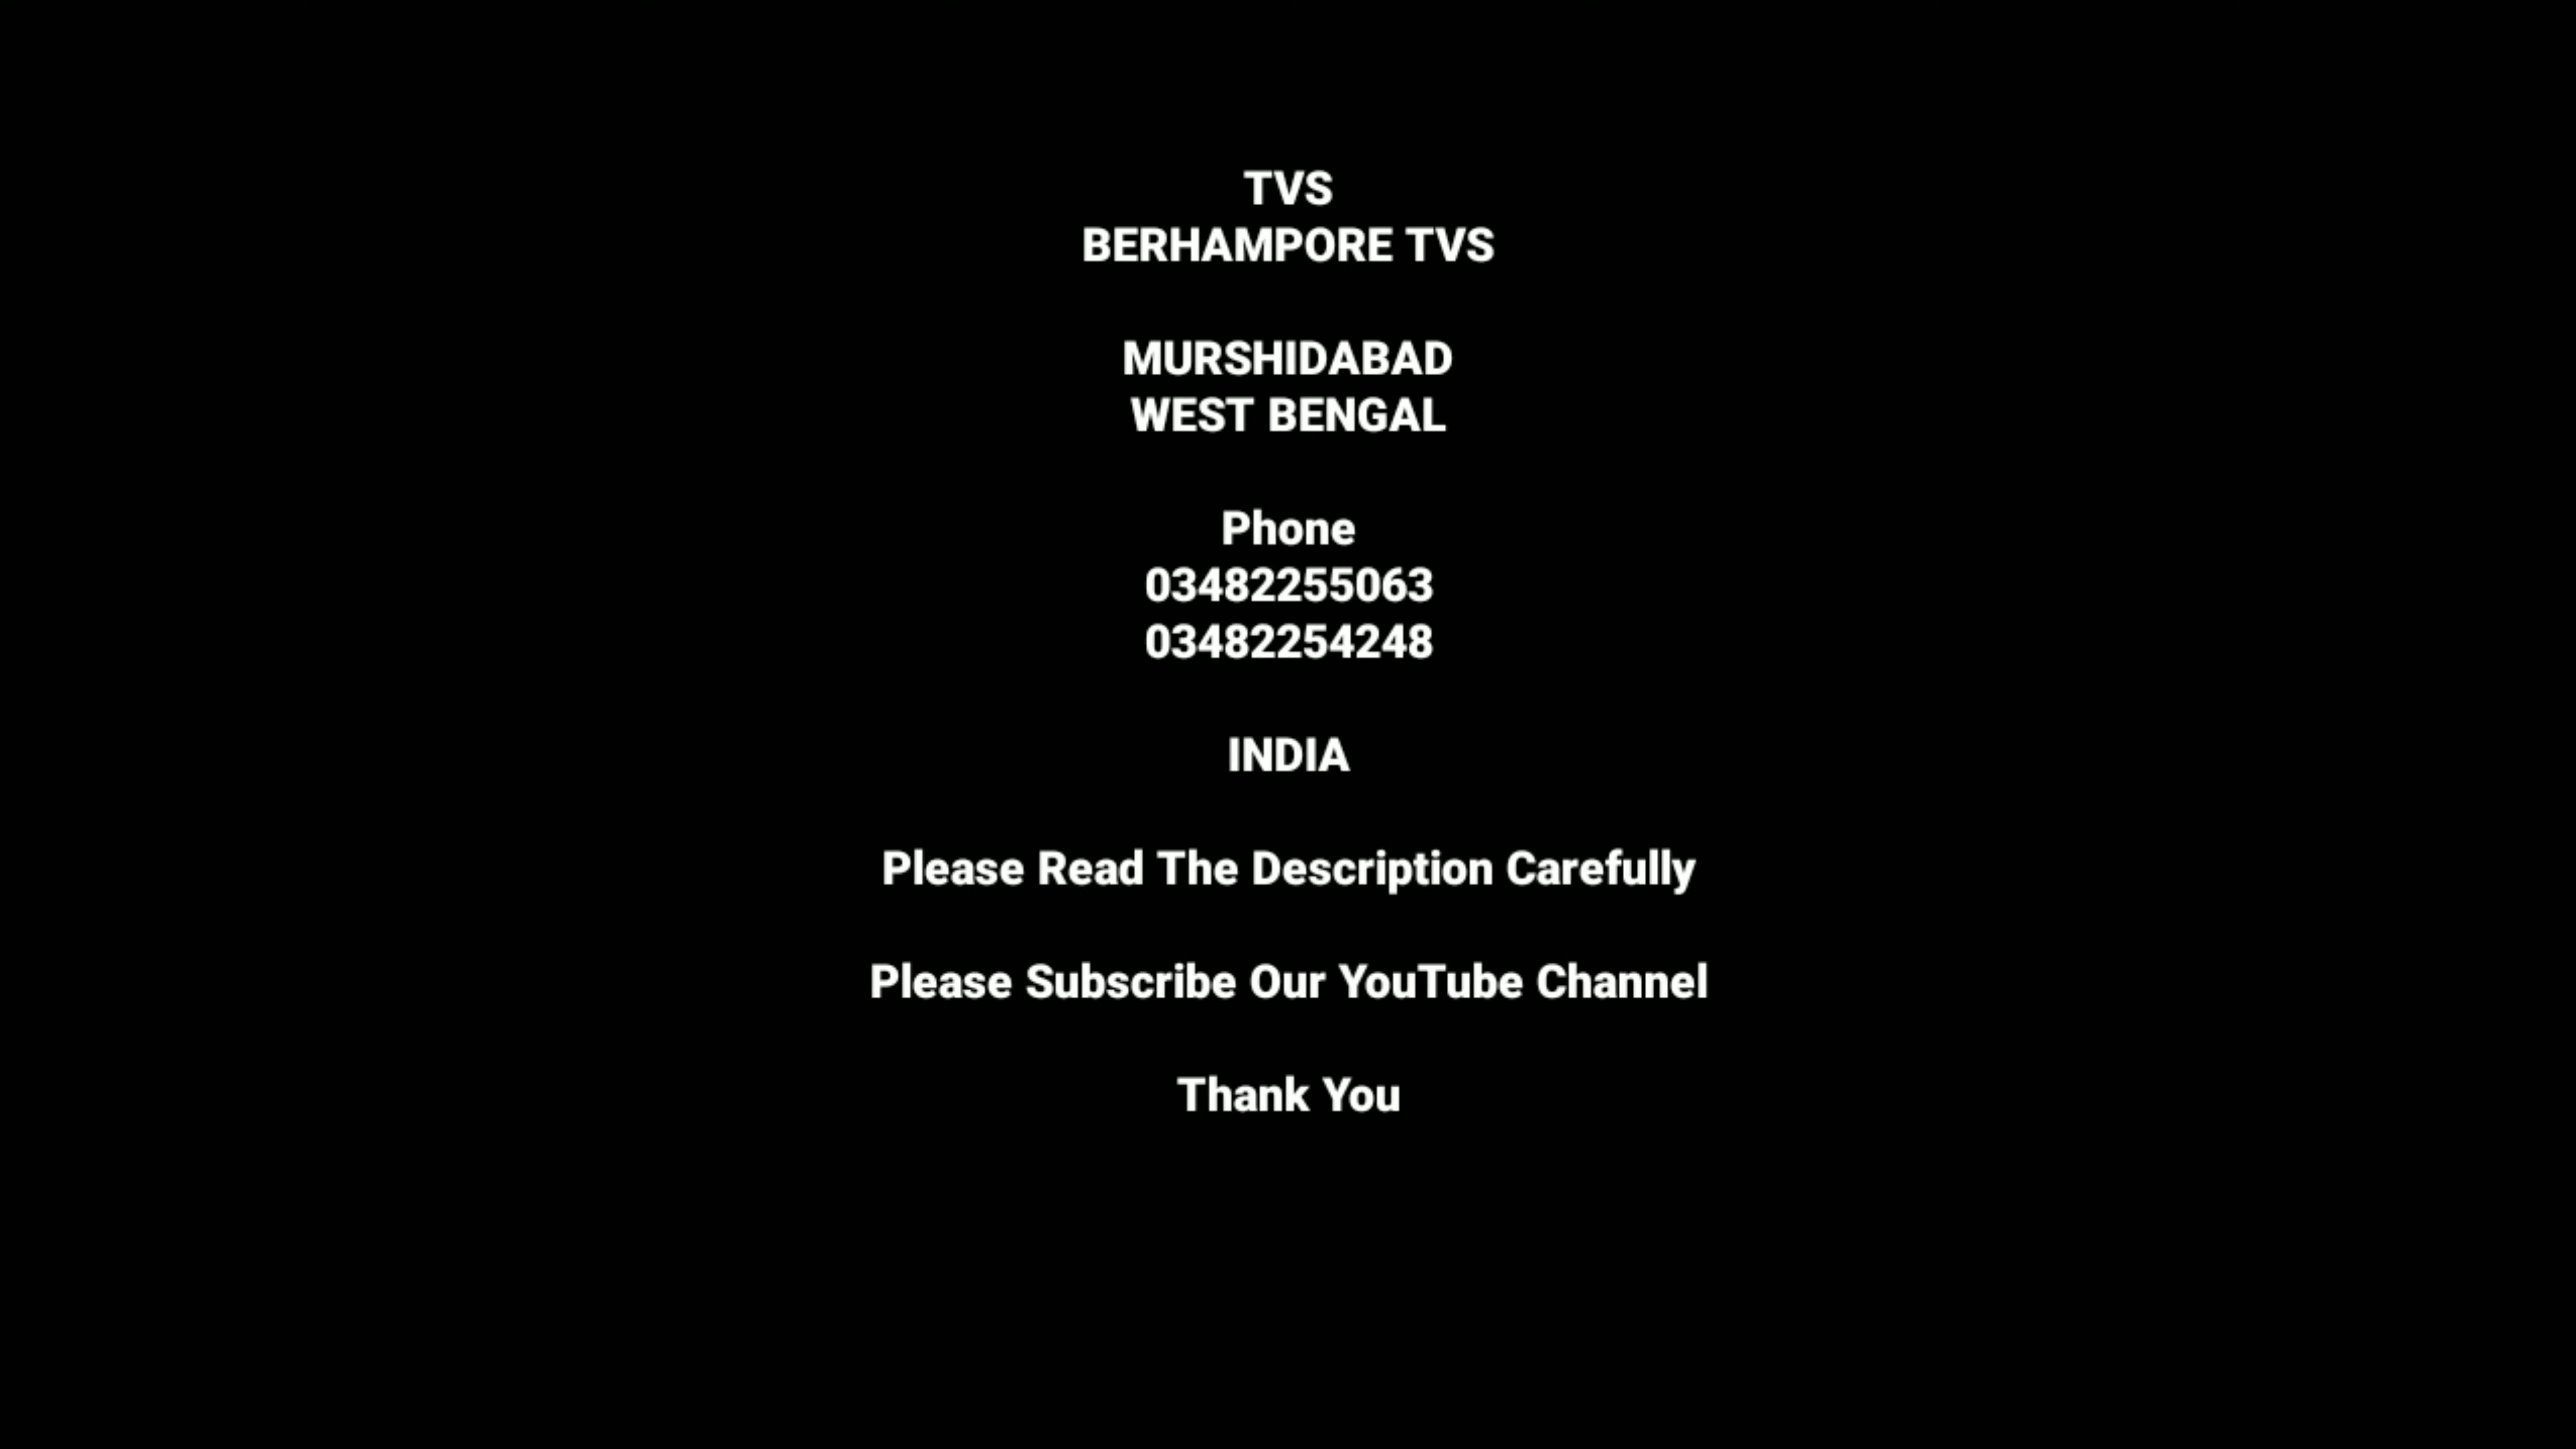 TVS
BERHAMPORE TVS
MURSHIDABAD
WEST BENGAL
Phone
03482255063
03482254248
INDIA
Please Read The Description Carefully
Please Subscribe Our YouTube Channel
Thank You